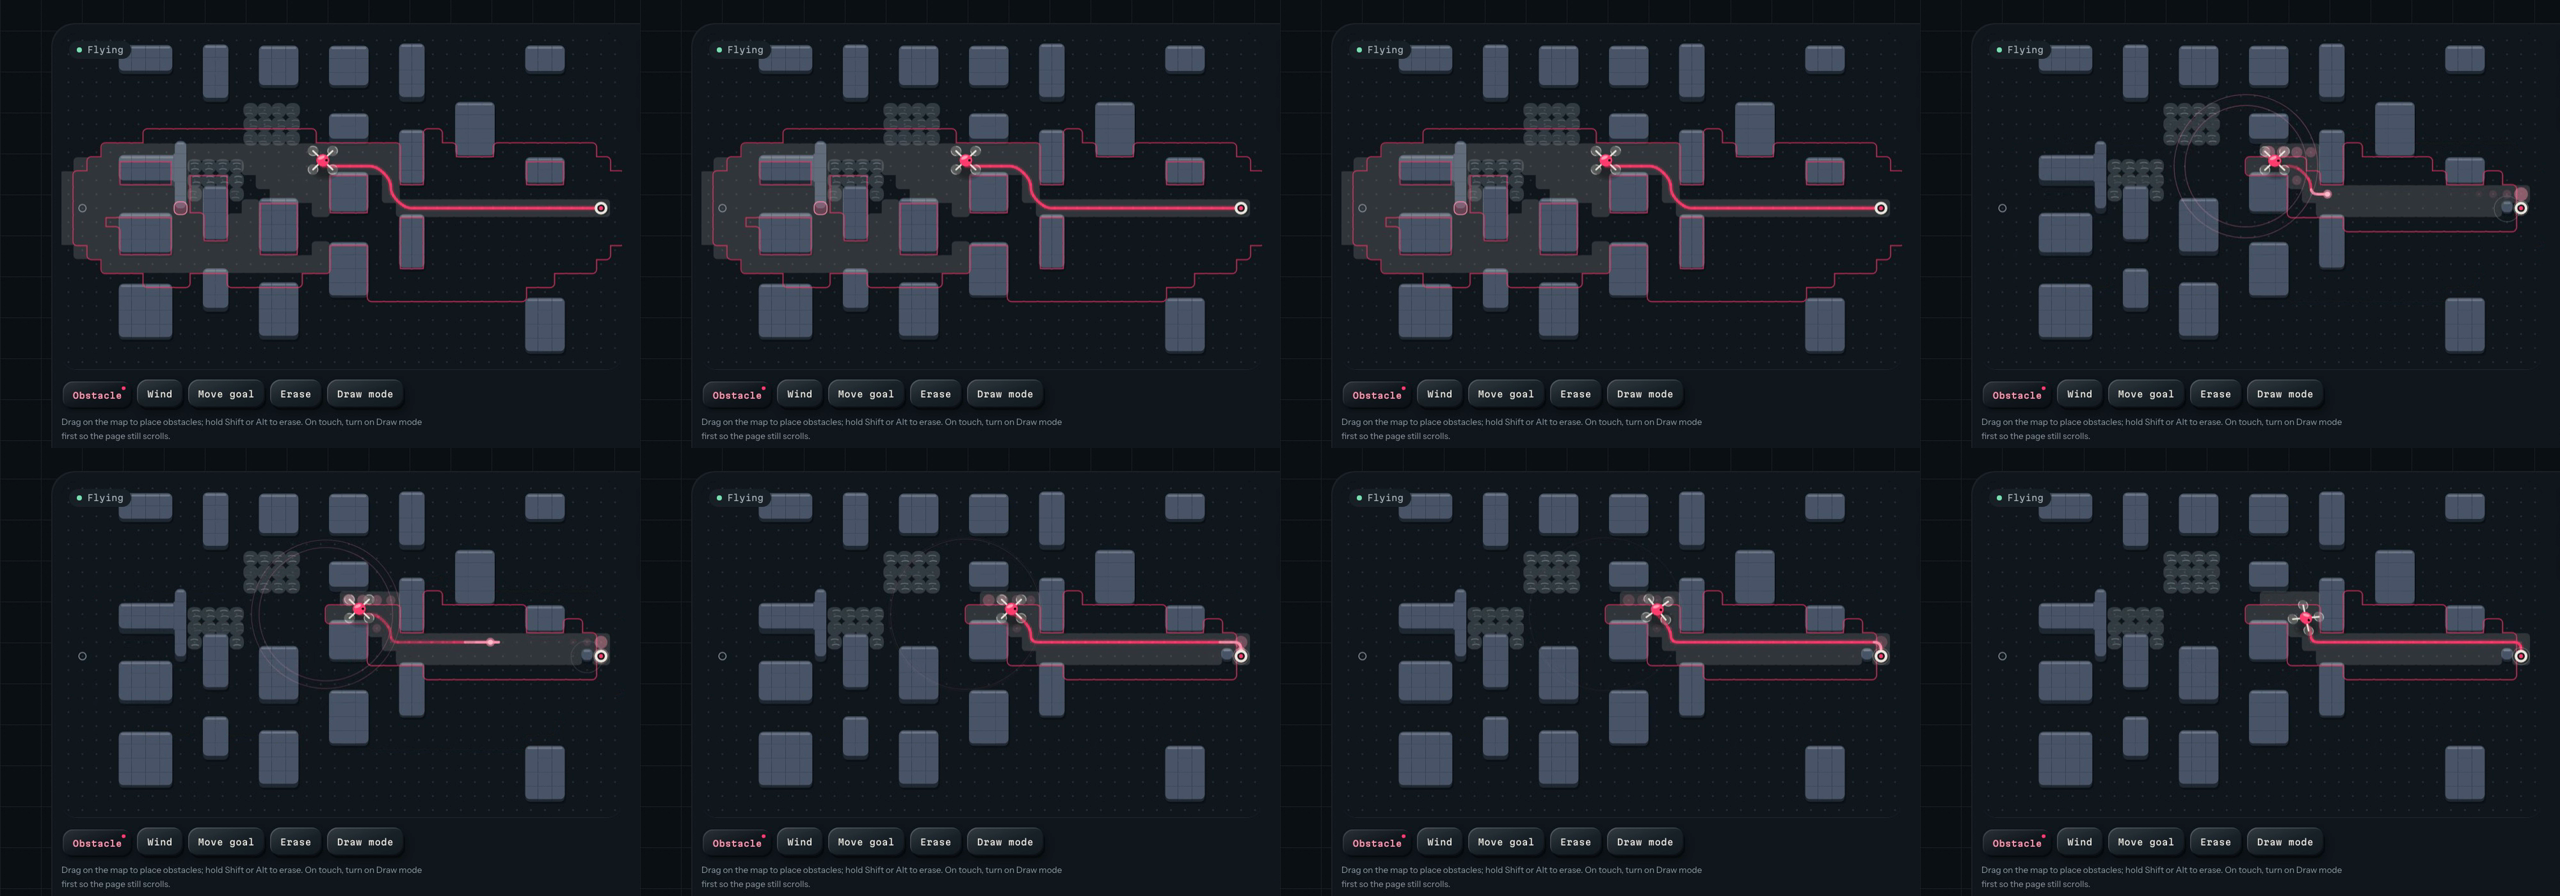 Flying
Flying
Flying
Flying
Obstacle Wind Move goal Erase Draw mode
Obstacle Wind Move goal Erase Draw mode
Obstacle Wind Move goal Erase Draw mode
Obstacle Wind Move goal Erase Draw mode
Drag on the map to place obstacles; hold Shift or Alt to erase. On touch, turn on Draw mode
first so the page still scrolls.
Drag on the map to place obstacles; hold Shift or Alt to erase. On touch, turn on Draw mode
first so the page still scrolls.
Drag on the map to place obstacles; hold Shift or Alt to erase. On touch, turn on Draw mode
first so the page still scrolls.
Drag on the map to place obstacles; hold Shift or Alt to erase. On touch, turn on Draw mode
first so the page still scrolls.
Flying
Flying
Flying
Flying
Obstacle Wind Move goal Erase Draw mode
Obstacle Wind Move goal Erase Draw mode
Obstacle Wind Move goal Erase Draw mode
Obstacle Wind Move goal Erase Draw mode
Drag on the map to place obstacles; hold Shift or Alt to erase. On touch, turn on Draw mode
first so the page still scrolls.
Drag on the map to place obstacles; hold Shift or Alt to erase. On touch, turn on Draw mode
first so the page still scrolls.
Drag on the map to place obstacles; hold Shift or Alt to erase. On touch, turn on Draw mode
first so the page still scrolls.
Drag on the map to place obstacles; hold Shift or Alt to erase. On touch, turn on Draw mode
first so the page still scrolls.